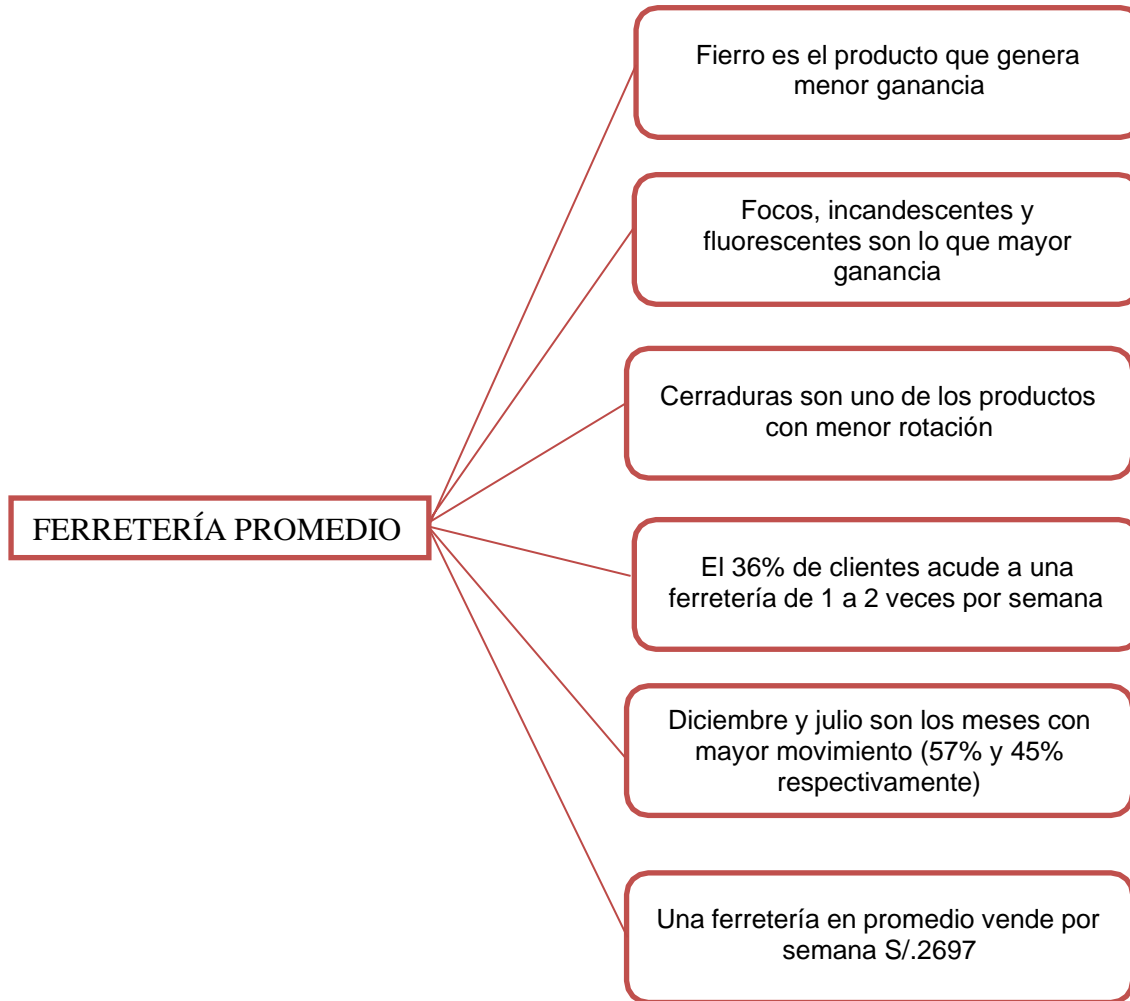 Fierro es el producto que genera
menor ganancia
Focos, incandescentes y
fluorescentes son lo que mayor
ganancia
Cerraduras son uno de los productos
con menor rotación
FERRETERÍA PROMEDIO
El 36% de clientes acude a una
ferretería de 1 a 2 veces por semana
Diciembre y julio son los meses con
mayor movimiento (57% y 45%
respectivamente)
Una ferretería en promedio vende por
semana S/.2697